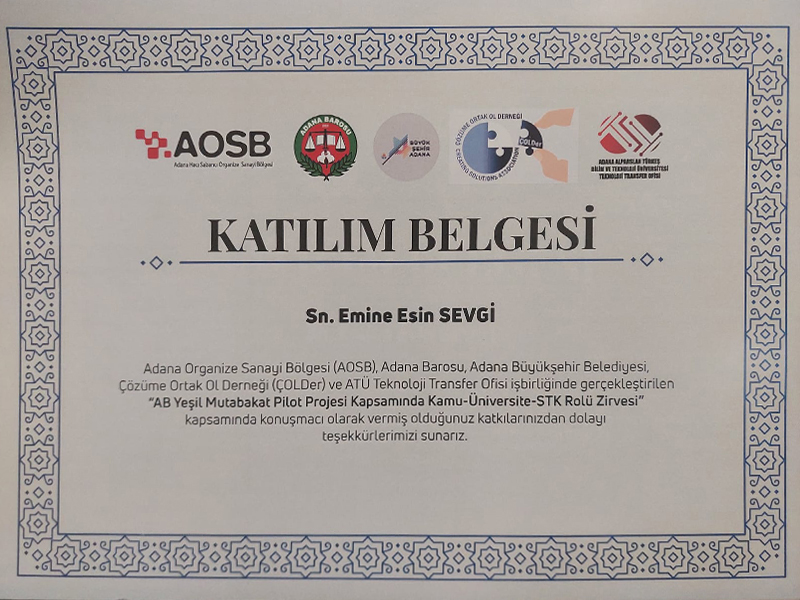 AOSB
Adana Hacı Sabancı Organize Sanayi Bölgesi
ADANA BAROSU
BÜYÜK
ŞEHİR
ADANA
ÇÖZÜME ORTAK OL DERNEĞİ
CREATING SOLUTIONS ASSOCIATION
ÇOLDer
ADANA ALPARSLAN TÜRKEŞ
BİLİM VE TEKNOLOJİ ÜNİVERSİTESİ
TEKNOLOJİ TRANSFER OFİSİ
KATILIM BELGESİ
Sn. Emine Esin SEVGİ
Adana Organize Sanayi Bölgesi (AOSB), Adana Barosu, Adana Büyükşehir Belediyesi,
Çözüme Ortak Ol Derneği (ÇOLDer) ve ATÜ Teknoloji Transfer Ofisi işbirliğinde gerçekleştirilen
“AB Yeşil Mutabakat Pilot Projesi Kapsamında Kamu-Üniversite-STK Rolü Zirvesi”
kapsamında konuşmacı olarak vermiş olduğunuz katkılarınızdan dolayı
teşekkürlerimizi sunarız.